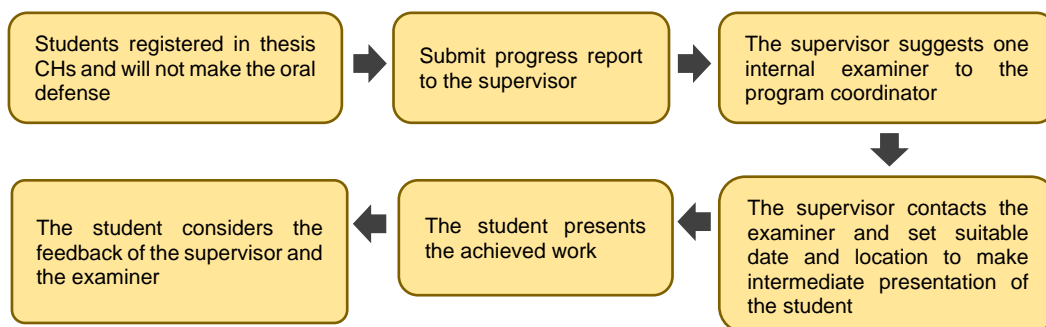 Students registered in thesis
CHs and will not make the oral
defense
Submit progress report
to the supervisor
The supervisor suggests one
internal examiner to the
program coordinator
The supervisor contacts the
examiner and set suitable
date and location to make
intermediate presentation of
the student
The student presents
the achieved work
The student considers the
feedback of the supervisor and
the examiner